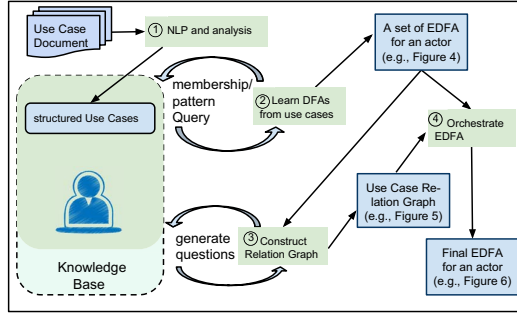 Use Case
Document
① NLP and analysis
structured Use Cases
Knowledge
Base
membership/
pattern
Query
② Learn DFAs
from use cases
generate
questions
③ Construct
Relation Graph
A set of EDFA
for an actor
(e.g., Figure 4)
④ Orchestrate
EDFA
Use Case Re-
lation Graph
(e.g., Figure 5)
Final EDFA
for an actor
(e.g., Figure 6)